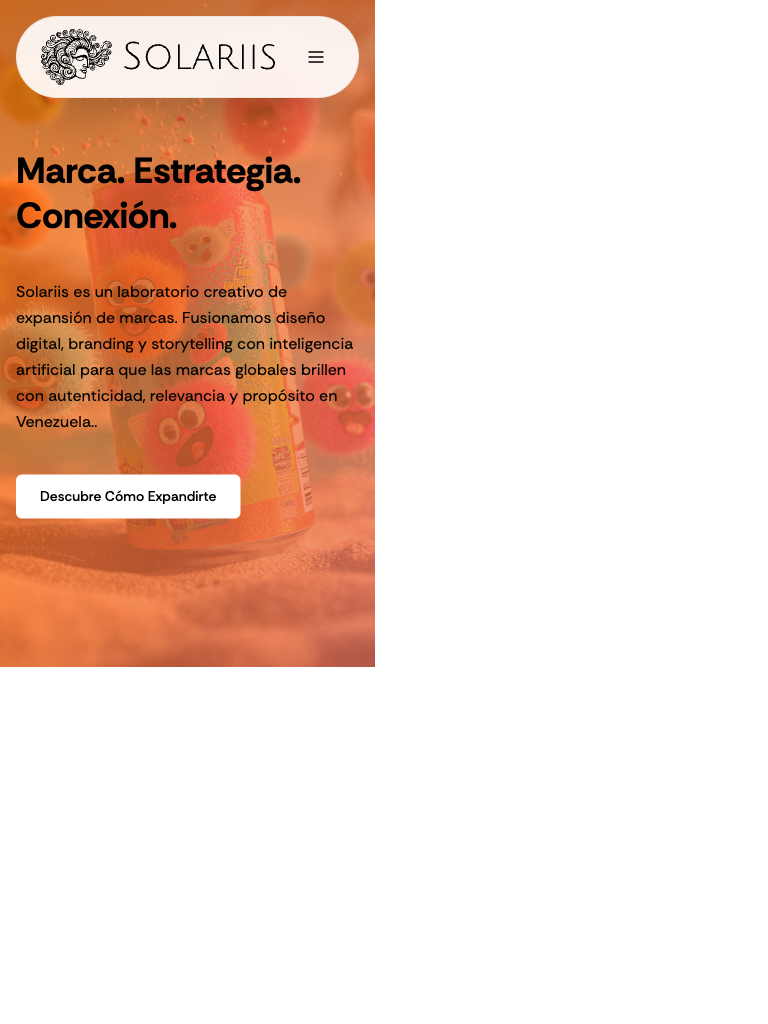 SOLARIIS
Marca. Estrategia.
Conexión.
Solariis es un laboratorio creativo de
expansión de marcas. Fusionamos diseño
digital, branding y storytelling con inteligencia
artificial para que las marcas globales brillen
con autenticidad, relevancia y propósito en
Venezuela..
Descubre Cómo Expandirte